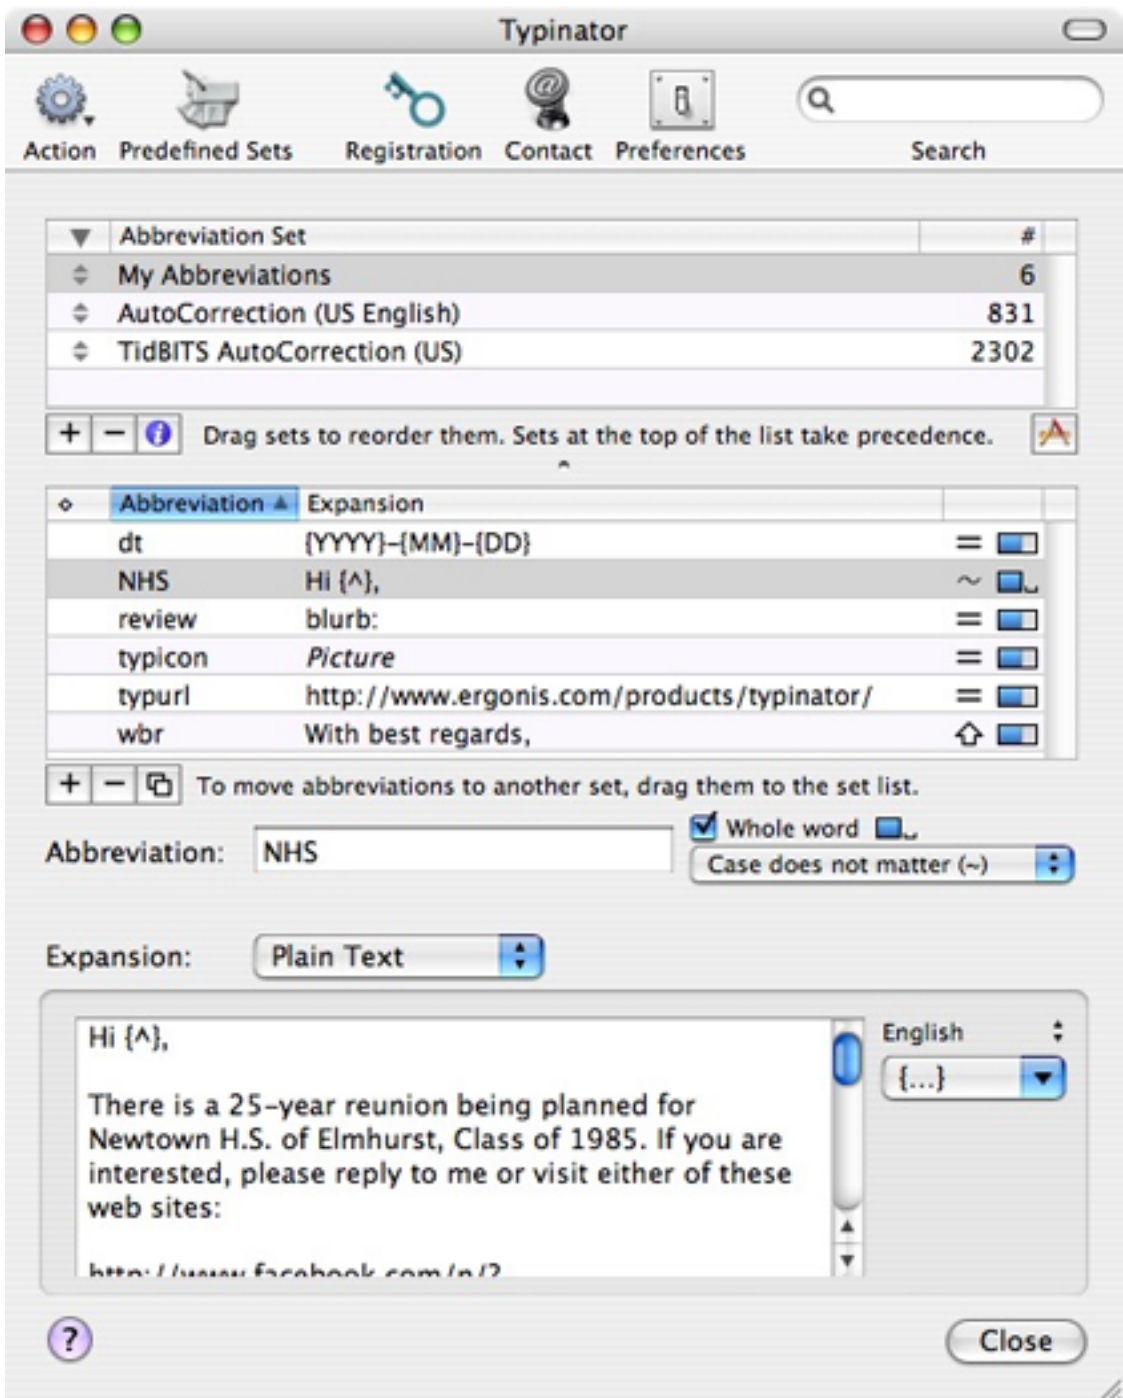 Typinator
Action Predefined Sets Registration Contact Preferences Search
Abbreviation Set #
My Abbreviations 6
AutoCorrection (US English) 831
TidBITS AutoCorrection (US) 2302
+ − i Drag sets to reorder them. Sets at the top of the list take precedence.
Abbreviation Expansion
dt {YYYY}-{MM}-{DD} =
NHS Hi {^}, ~
review blurb: =
typicon Picture =
typurl http://www.ergonis.com/products/typinator/ =
wbr With best regards,
+ − To move abbreviations to another set, drag them to the set list.
Whole word
Abbreviation: NHS
Case does not matter (~)
Expansion: Plain Text
Hi {^},
English
{...}
There is a 25-year reunion being planned for
Newtown H.S. of Elmhurst, Class of 1985. If you are
interested, please reply to me or visit either of these
web sites:
http://www.facebook.com/n/?
? Close